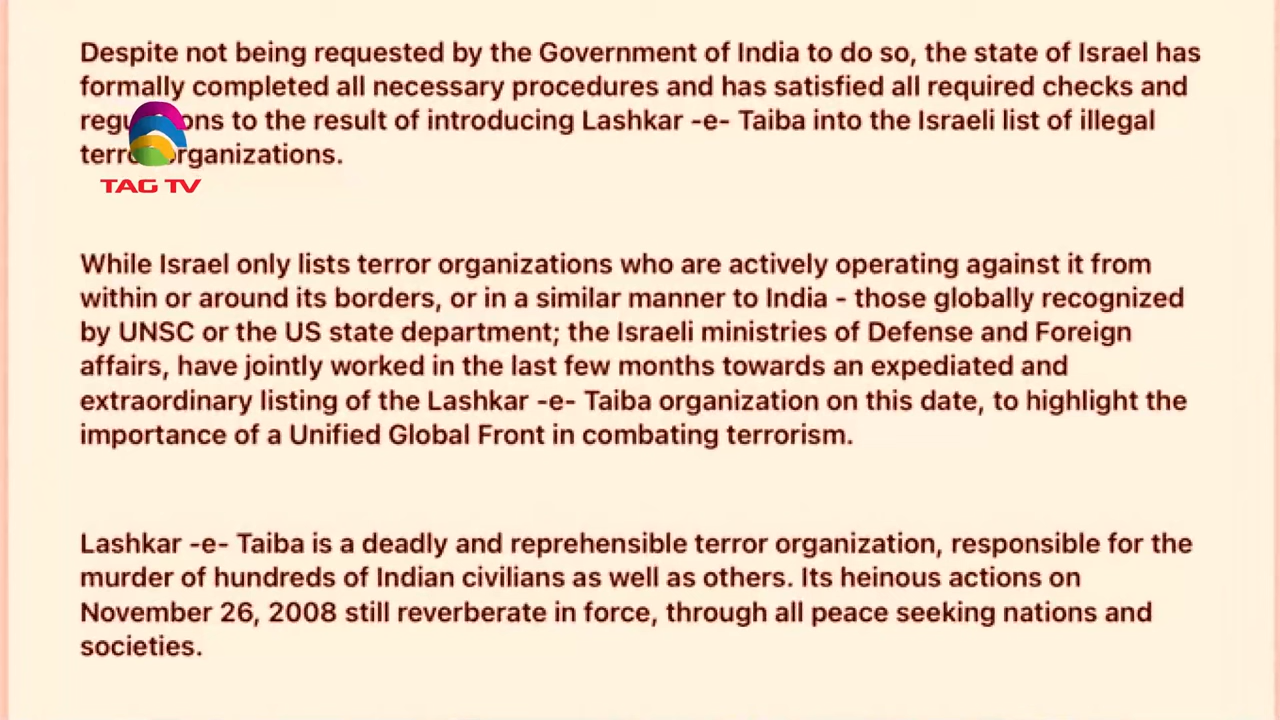 Despite not being requested by the Government of India to do so, the state of Israel has
formally completed all necessary procedures and has satisfied all required checks and
to the result of introducing Lashkar -e- Taiba into the Israeli list of illegal
TAG TV
While Israel only lists terror organizations who are actively operating against it from
within or around its borders, or in a similar manner to India - those globally recognized
by UNSC or the US state department; the Israeli ministries of Defense and Foreign
affairs, have jointly worked in the last few months towards an expediated and
extraordinary listing of the Lashkar -e- Taiba organization on this date, to highlight the
importance of a Unified Global Front in combating terrorism.
Lashkar -e- Taiba is a deadly and reprehensible terror organization, responsible for the
murder of hundreds of Indian civilians as well as others. Its heinous actions on
November 26, 2008 still reverberate in force, through all peace seeking nations and
societies.